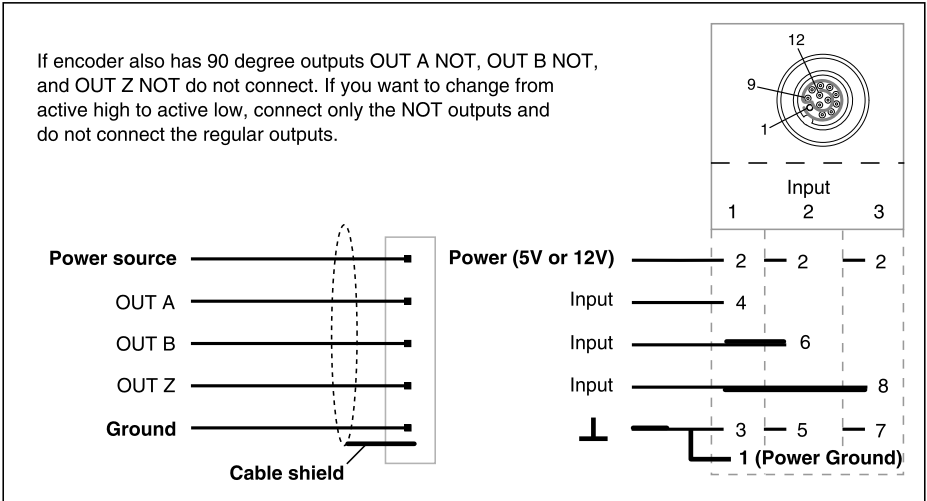 If encoder also has 90 degree outputs OUT A NOT, OUT B NOT,
and OUT Z NOT do not connect. If you want to change from
active high to active low, connect only the NOT outputs and
do not connect the regular outputs.
12
9
1
Input
1 2 3
Power source
OUT A
OUT B
OUT Z
Ground
Cable shield
Power (5V or 12V) 2 2 2
Input 4
Input 6
Input 8
3 5 7
1 (Power Ground)